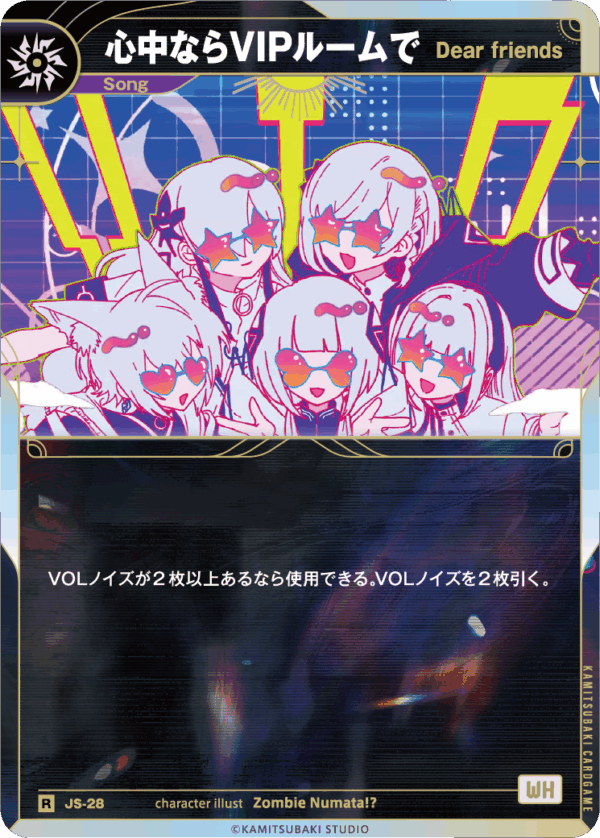 心中ならVIPルームで Dear friends
Song
VOLノイズが2枚以上あるなら使用できる。VOLノイズを2枚引く。
KAMITSUBAKI CARDGAME
WH
R JS-28 character illust Zombie Numata!?
©KAMITSUBAKI STUDIO